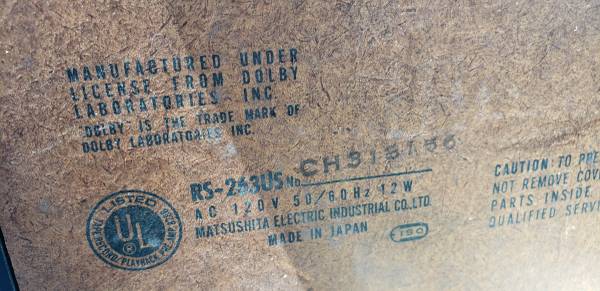 MANUFACTURED UNDER
LICENSE FROM DOLBY
LABORATORIES INC
"DOLBY" IS THE TRADE MARK OF
DOLBY LABORATORIES INC.
RS-263US No.
AC 120V 50/60Hz 12W
MATSUSHITA ELECTRIC INDUSTRIAL CO.,LTD.
MADE IN JAPAN
LISTED
UL
CAUTION: TO PRE
NOT REMOVE COV
PARTS INSIDE
QUALIFIED SERVI